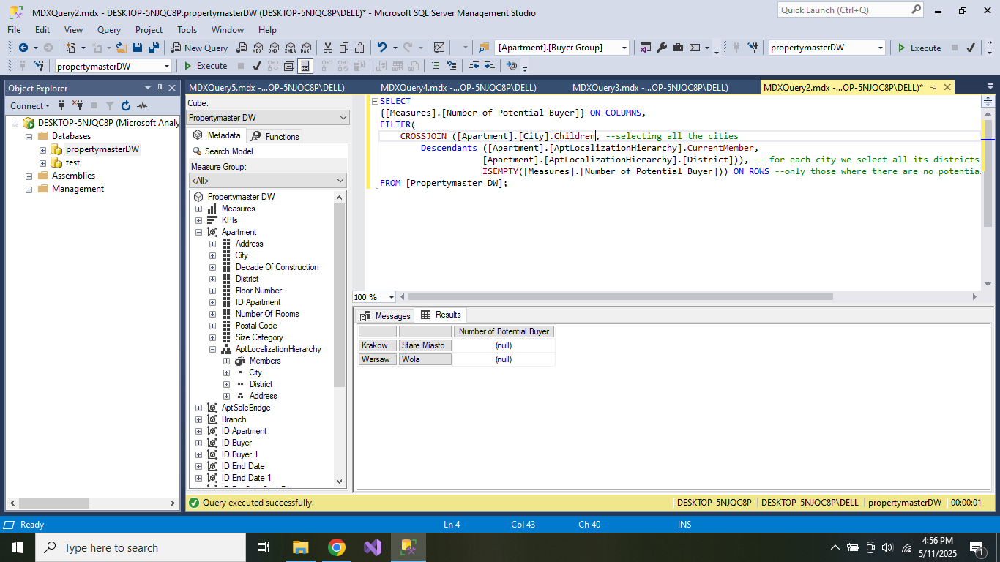 MDXQuery2.mdx - DESKTOP-5NJQC8P.propertymasterDW (DESKTOP-5NJQC8P\DELL)* - Microsoft SQL Server Management Studio
Quick Launch (Ctrl+Q)
File Edit View Query Project Tools Window Help
New Query MDX DMX XMLA DAX [Apartment].[Buyer Group] propertymasterDW Execute
propertymasterDW Execute
Object Explorer
Connect
DESKTOP-5NJQC8P (Microsoft Analy
Databases
propertymasterDW
test
Assemblies
Management
MDXQuery5.mdx -...OP-5NJQC8P\DELL) MDXQuery4.mdx -...OP-5NJQC8P\DELL) MDXQuery3.mdx -...OP-5NJQC8P\DELL) MDXQuery2.mdx -...OP-5NJQC8P\DELL)*
Cube:
Propertymaster DW
Metadata Functions
Search Model
Measure Group:
<All>
Propertymaster DW
Measures
KPIs
Apartment
Address
City
Decade Of Construction
District
Floor Number
ID Apartment
Number Of Rooms
Postal Code
Size Category
AptLocalizationHierarchy
Members
City
District
Address
AptSaleBridge
Branch
ID Apartment
ID Buyer
ID Buyer 1
ID End Date
ID End Date 1
SELECT
{[Measures].[Number of Potential Buyer]} ON COLUMNS,
FILTER(
CROSSJOIN ([Apartment].[City].Children, --selecting all the cities
Descendants ([Apartment].[AptLocalizationHierarchy].CurrentMember,
[Apartment].[AptLocalizationHierarchy].[District])), -- for each city we select all its districts
ISEMPTY([Measures].[Number of Potential Buyer])) ON ROWS --only those where there are no potential
FROM [Propertymaster DW];
100 %
Messages Results
Number of Potential Buyer
Krakow Stare Miasto (null)
Warsaw Wola (null)
Query executed successfully. DESKTOP-5NJQC8P DESKTOP-5NJQC8P\DELL propertymasterDW 00:00:01
Ready Ln 4 Col 43 Ch 40 INS
Type here to search
4:56 PM
5/11/2025
1